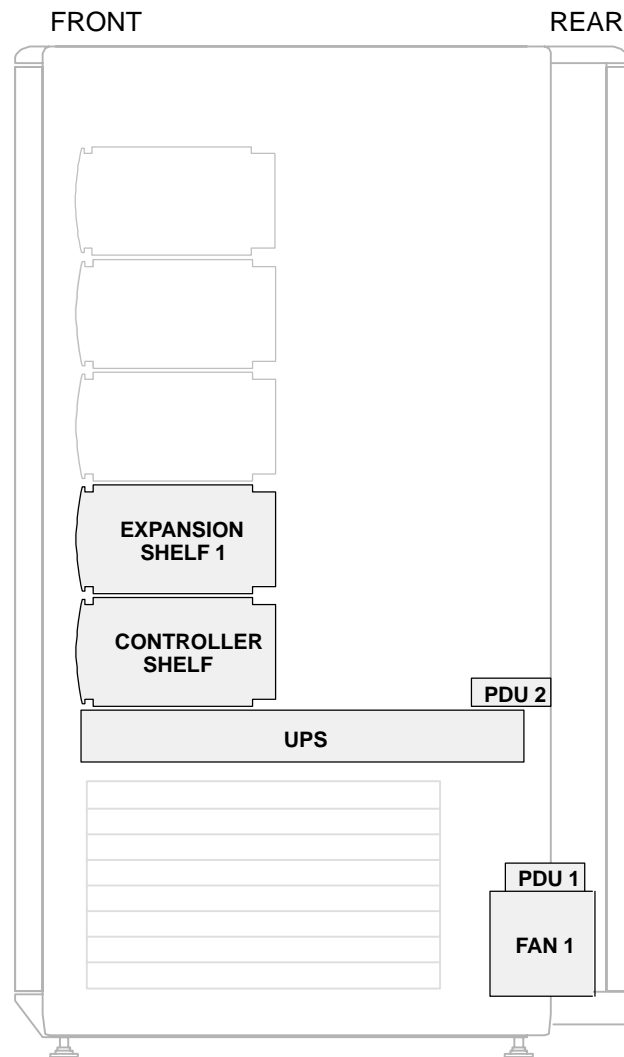 FRONT
REAR
EXPANSION
SHELF 1
CONTROLLER
SHELF
PDU 2
UPS
PDU 1
FAN 1